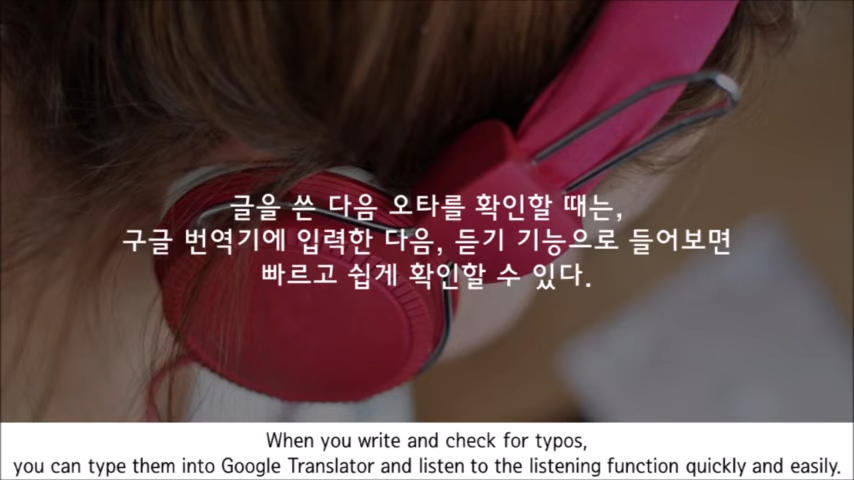 글을 쓴 다음 오타를 확인할 때는,
구글 번역기에 입력한 다음, 듣기 기능으로 들어보면
빠르고 쉽게 확인할 수 있다.
When you write and check for typos,
you can type them into Google Translator and listen to the listening function quickly and easily.